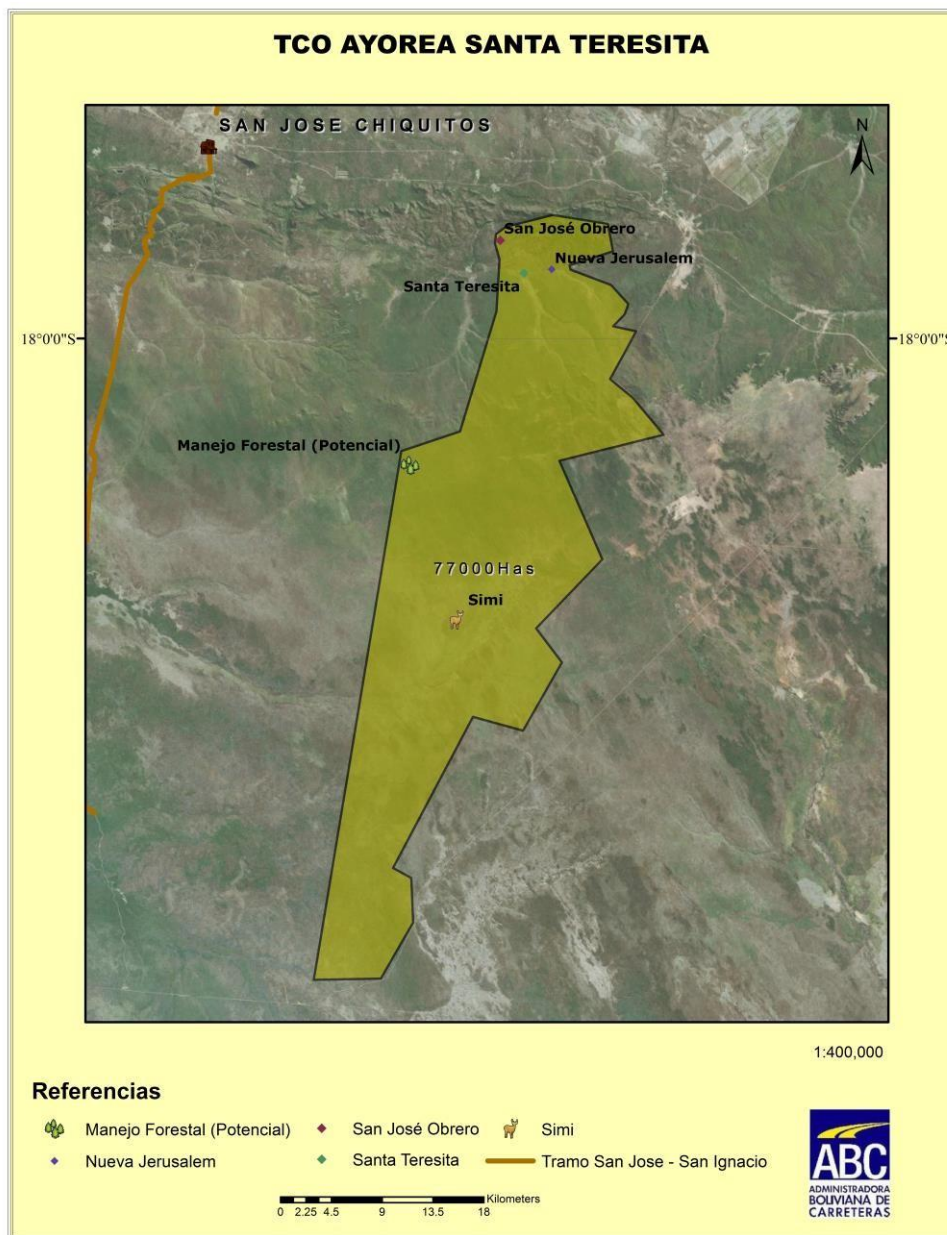 TCO AYOREA SANTA TERESITA
SAN JOSE CHIQUITOS
N
San José Obrero
Nueva Jerusalem
Santa Teresita
18°0'0"S
18°0'0"S
Manejo Forestal (Potencial)
77000Has
Simi
1:400,000
Referencias
Manejo Forestal (Potencial)
San José Obrero
Simi
Nueva Jerusalem
Santa Teresita
Tramo San Jose - San Ignacio
Kilometers
0 2.25 4.5 9 13.5 18
ABC
ADMINISTRADORA
BOLIVIANA DE
CARRETERAS